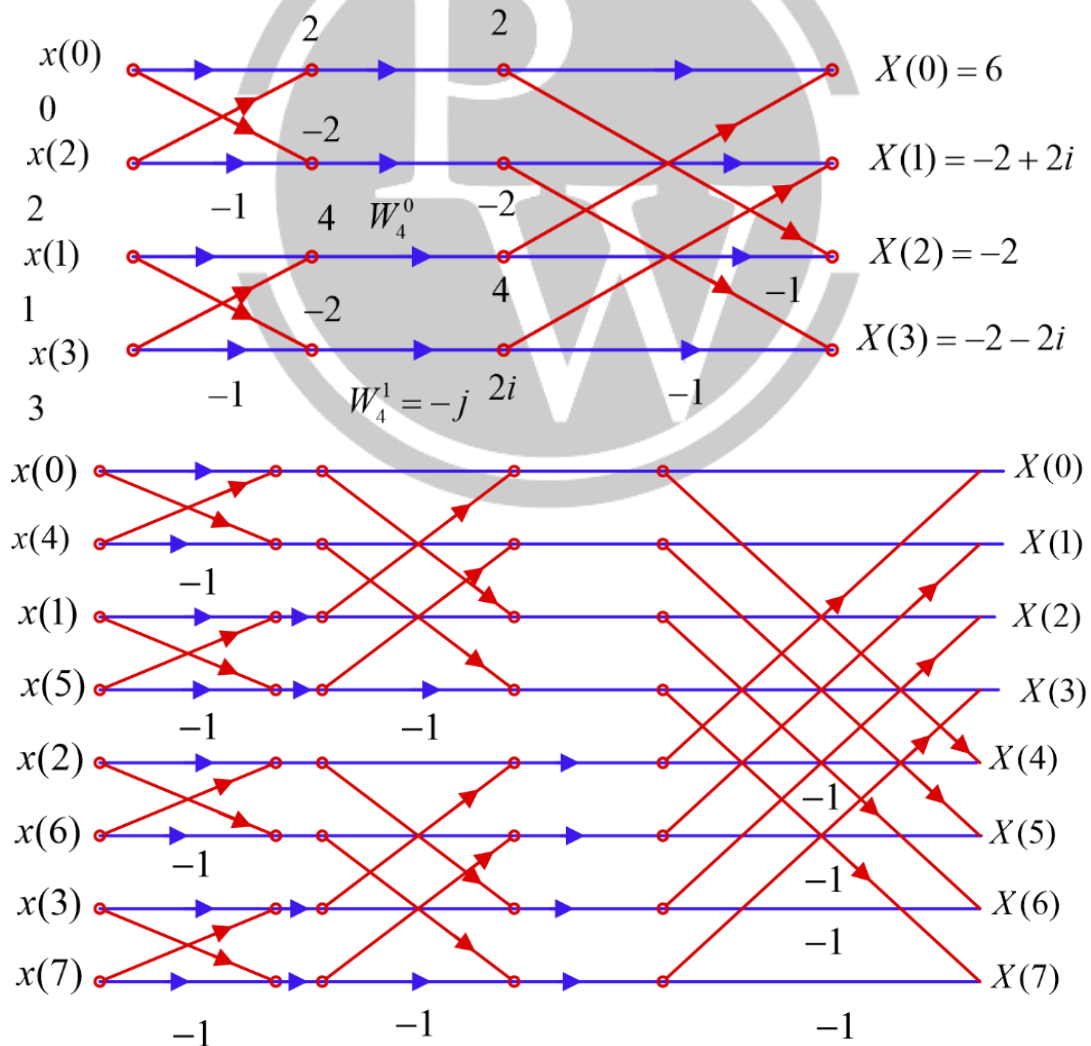 2 2
x(0) X(0) = 6
0
-2
x(2) X(1) = -2 + 2i
-1 -2
2 4 W_4^0
x(1) X(2) = -2
4 -1
1 -2
x(3) X(3) = -2 - 2i
-1 W_4^1 = -j 2i -1
3
x(0) X(0)
x(4) X(1)
-1
x(1) X(2)
x(5) X(3)
-1 -1
x(2) X(4)
-1
x(6) X(5)
-1 -1
x(3) X(6)
-1
x(7) X(7)
-1 -1 -1
PW